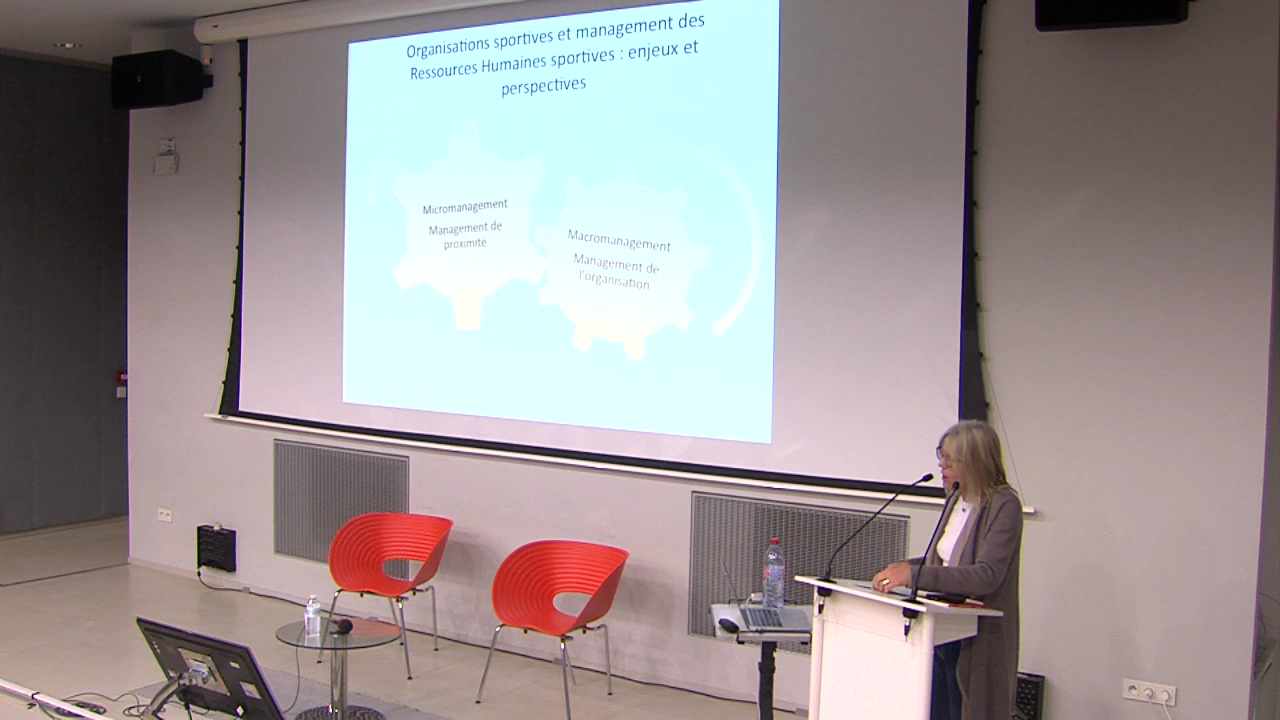 Organisations sportives et management des
Ressources Humaines sportives : enjeux et
perspectives
Micromanagement
Management de
proximité
Macromanagement
Management de
l'organisation